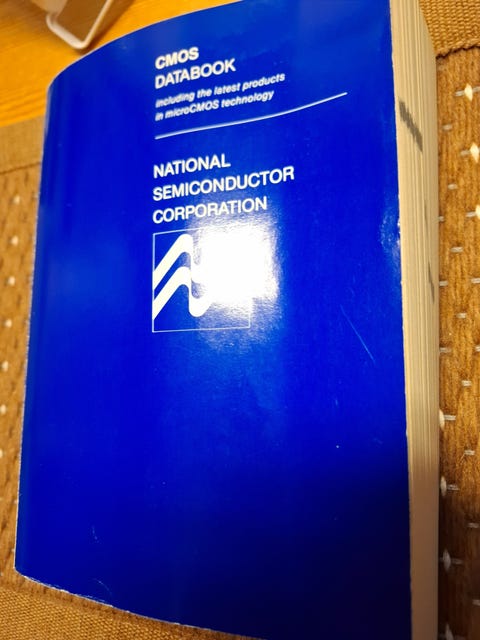 CMOS
DATABOOK
including the latest products
in microCMOS technology
NATIONAL
SEMICONDUCTOR
CORPORATION